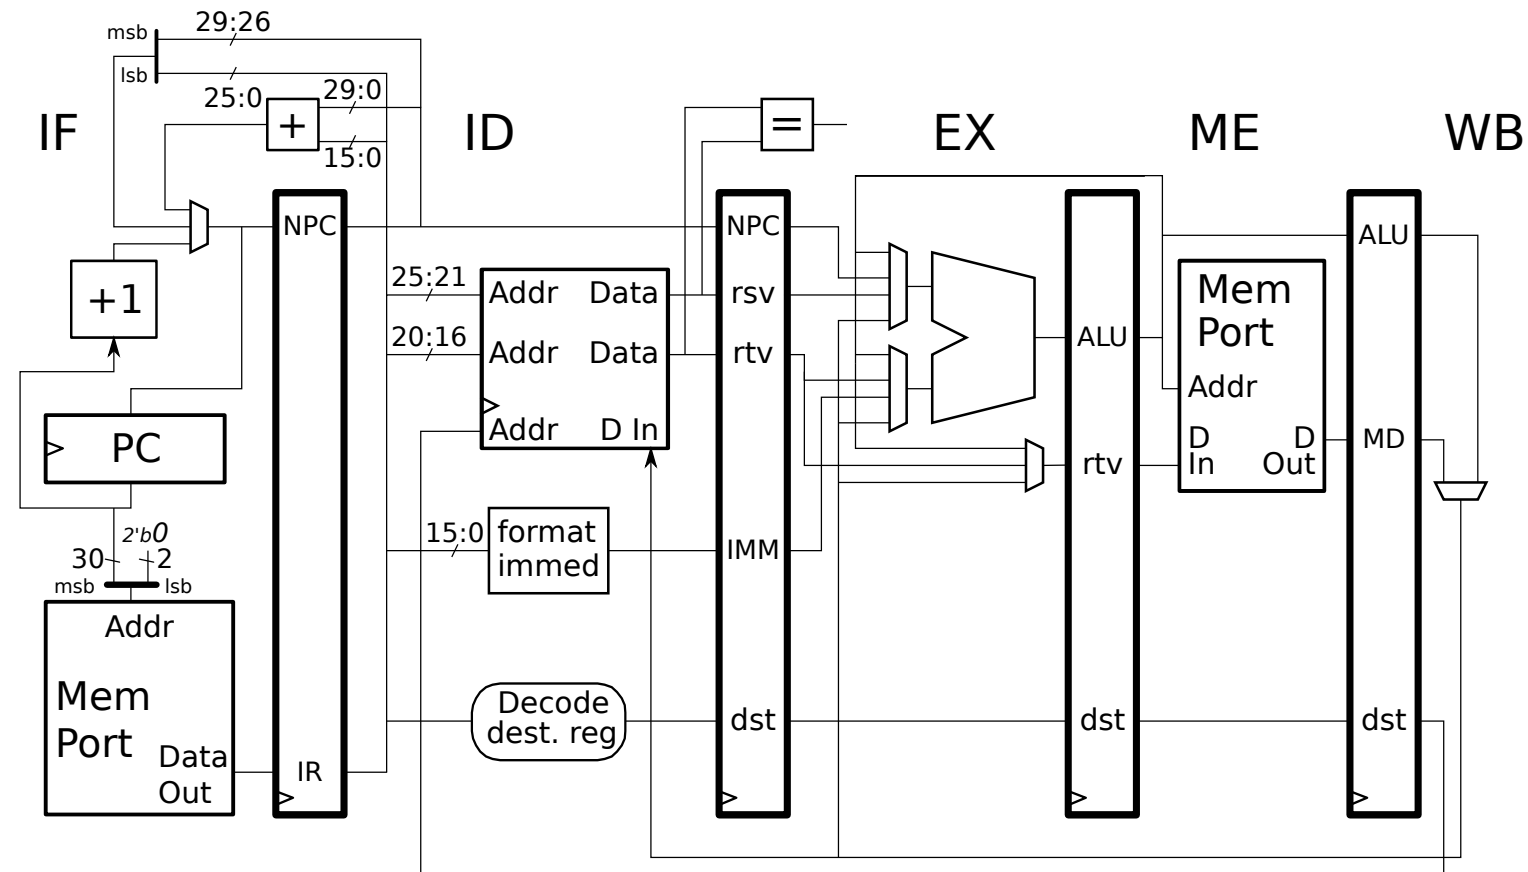 29:26
msb
lsb
25:0
29:0
15:0
IF
ID
EX
ME
WB
+
=
NPC
+1
PC
2'b0
30
2
msb
lsb
Addr
Mem
Port
Data
Out
IR
25:21
20:16
Addr
Data
Addr
Data
Addr
D In
15:0
format
immed
Decode
dest. reg
NPC
rsv
rtv
IMM
dst
ALU
rtv
dst
Mem
Port
Addr
D
In
D
Out
ALU
MD
dst